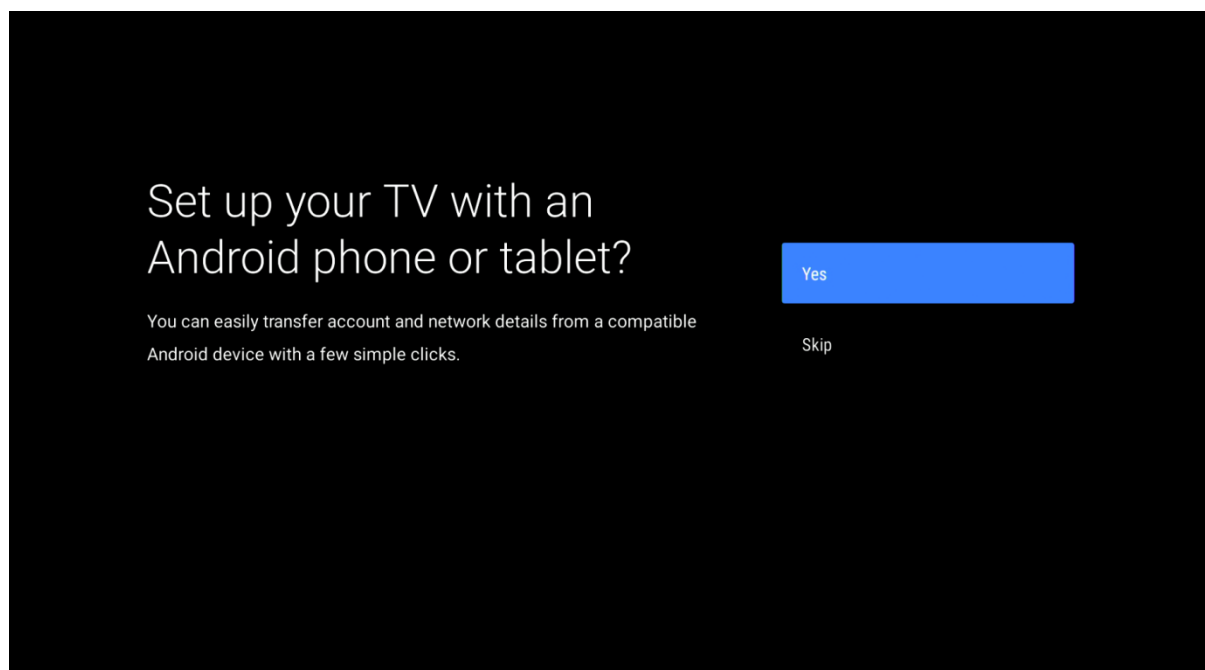 Set up your TV with an
Android phone or tablet?
You can easily transfer account and network details from a compatible
Android device with a few simple clicks.
Yes
Skip